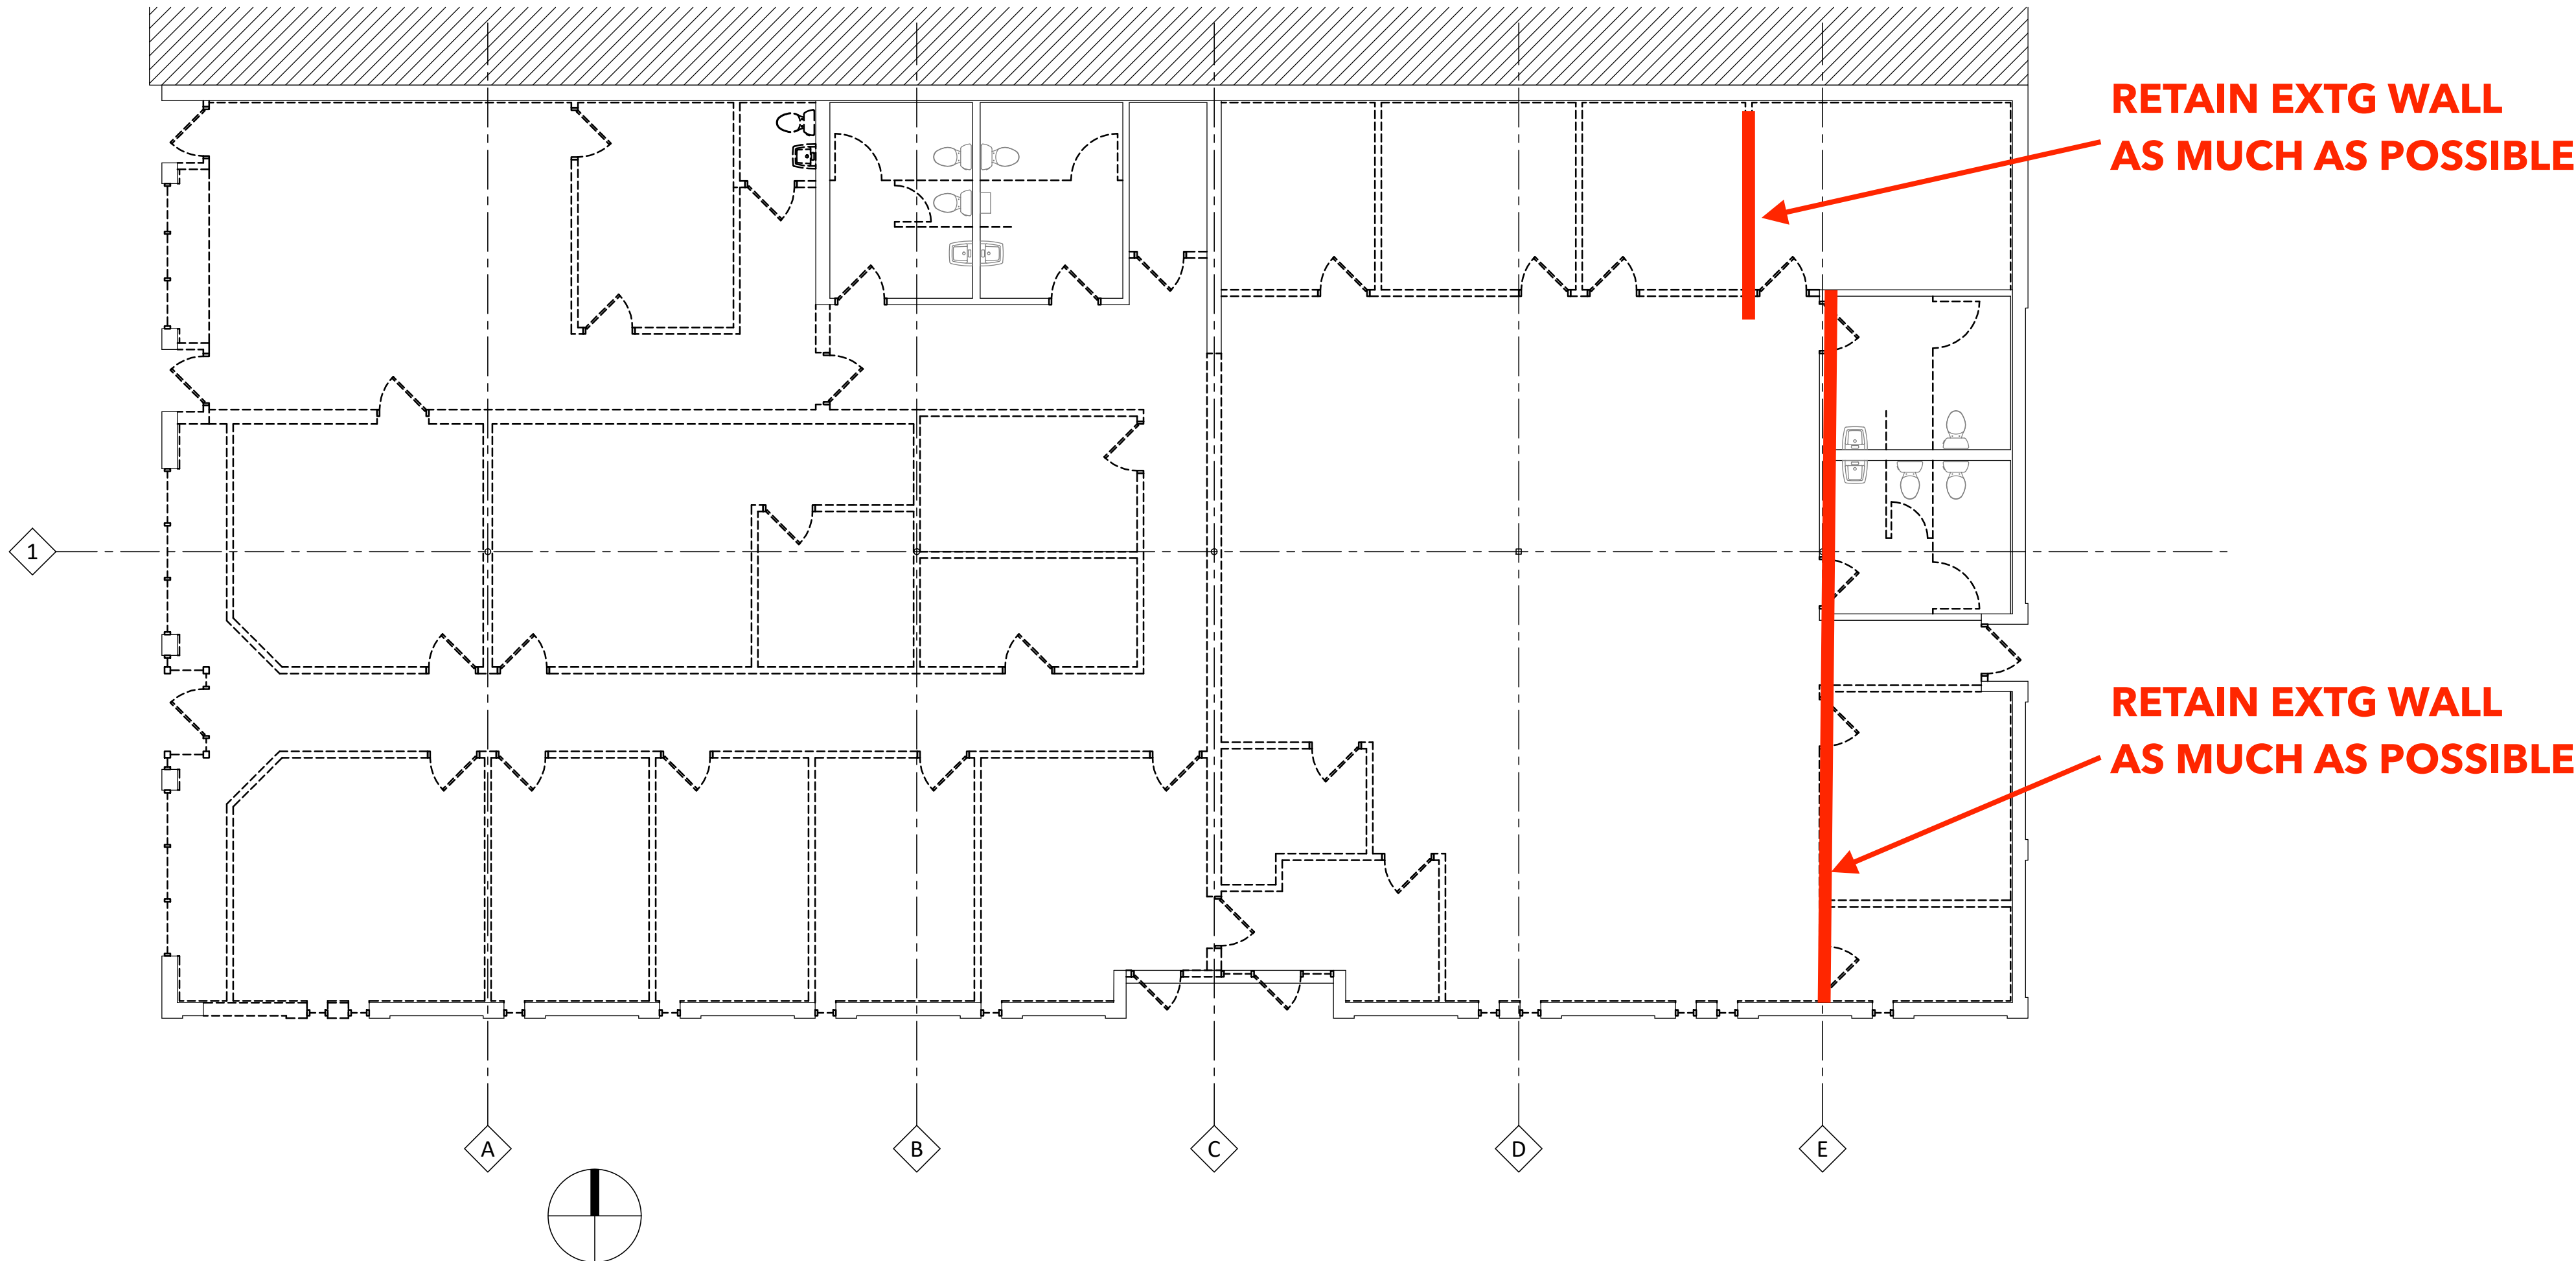 RETAIN EXTG WALL
AS MUCH AS POSSIBLE
1
RETAIN EXTG WALL
AS MUCH AS POSSIBLE
A
B
C
D
E